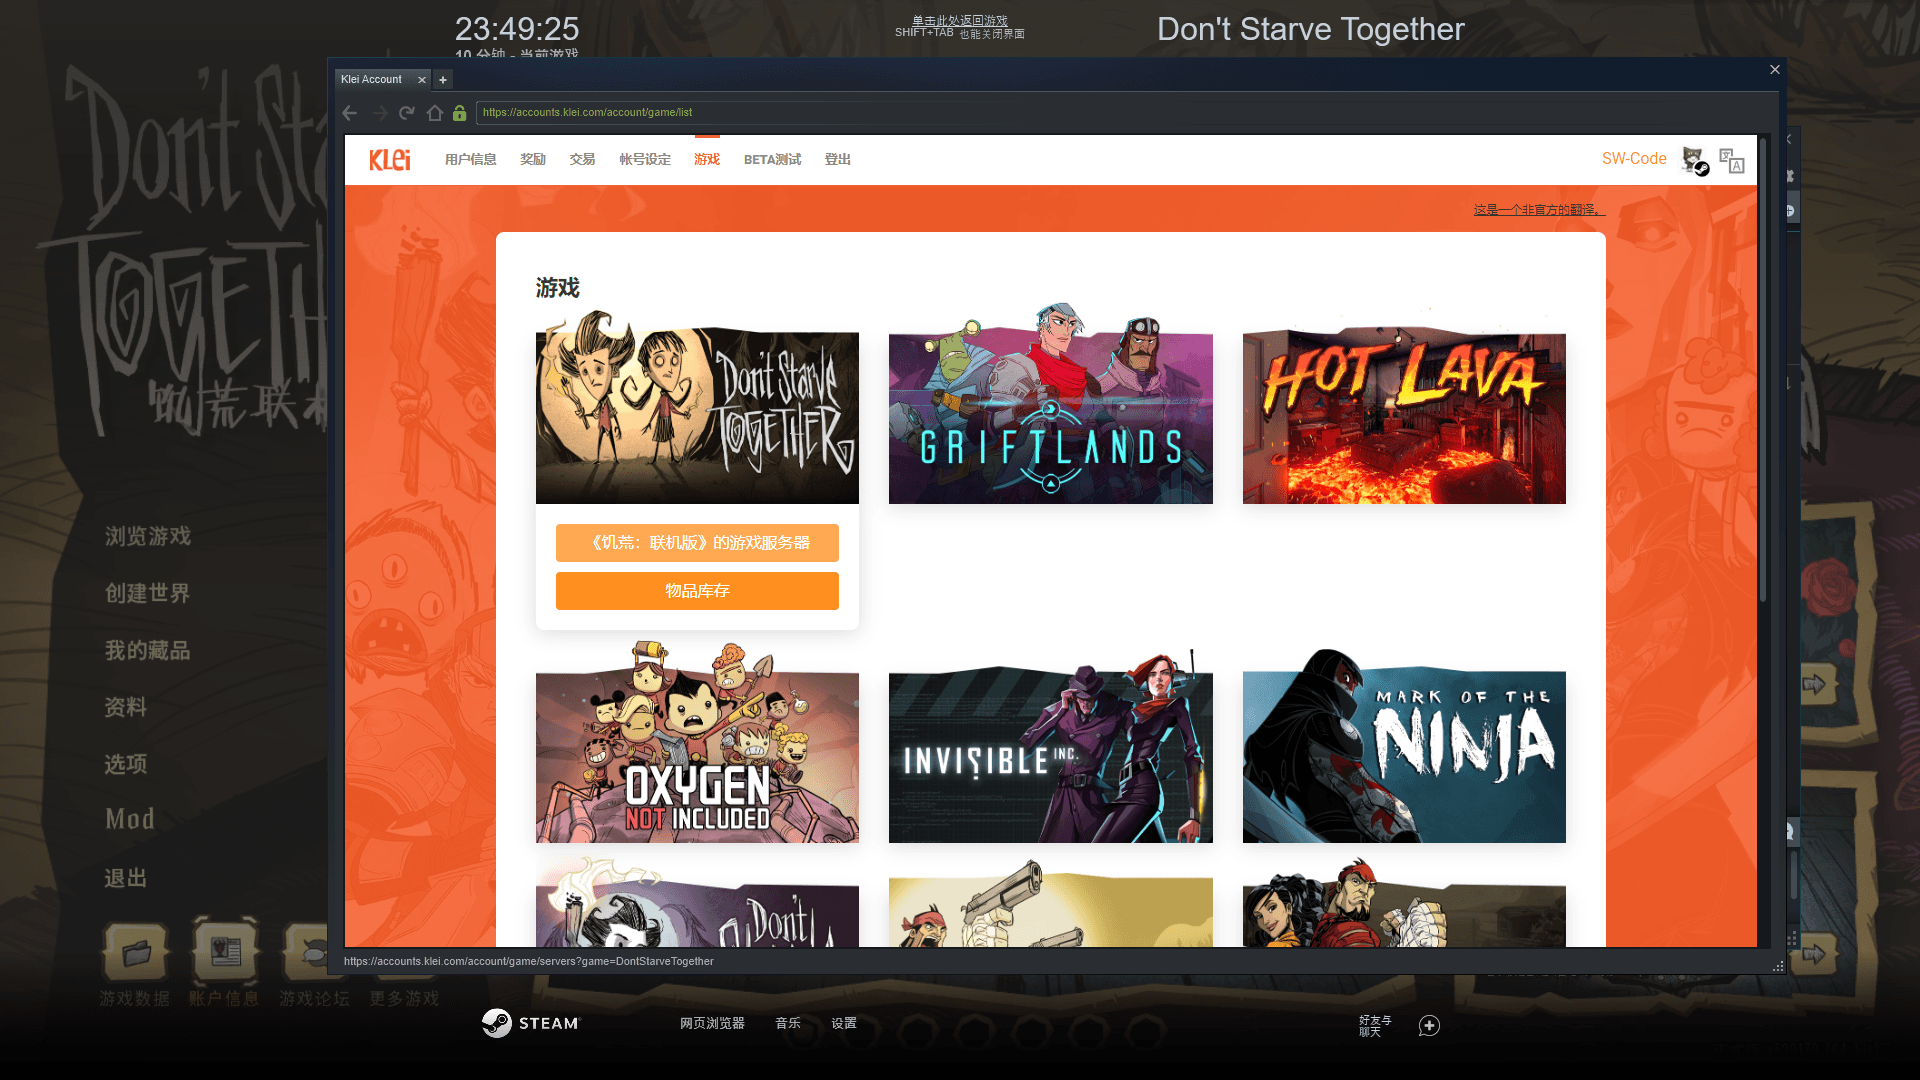 23:49:25
10 分钟 - 当前游戏
单击此处返回游戏
SHIFT+TAB 也能关闭界面
Don't Starve Together
Klei Account
https://accounts.klei.com/account/game/list
KLei
用户信息
奖励
交易
帐号设定
游戏
BETA测试
登出
SW-Code
这是一个非官方的翻译。
游戏
Don't Starve
TOGETHER
GRIFTLANDS
HOT LAVA
《饥荒：联机版》的游戏服务器
物品库存
OXYGEN
NOT INCLUDED
INVISIBLE INC.
MARK OF THE
NINJA
Don't
https://accounts.klei.com/account/game/servers?game=DontStarveTogether
Don't Sta
TOGETHE
饥荒联机
浏览游戏
创建世界
我的藏品
资料
选项
Mod
退出
游戏数据
账户信息
游戏论坛
更多游戏
STEAM
网页浏览器
音乐
设置
好友与
聊天